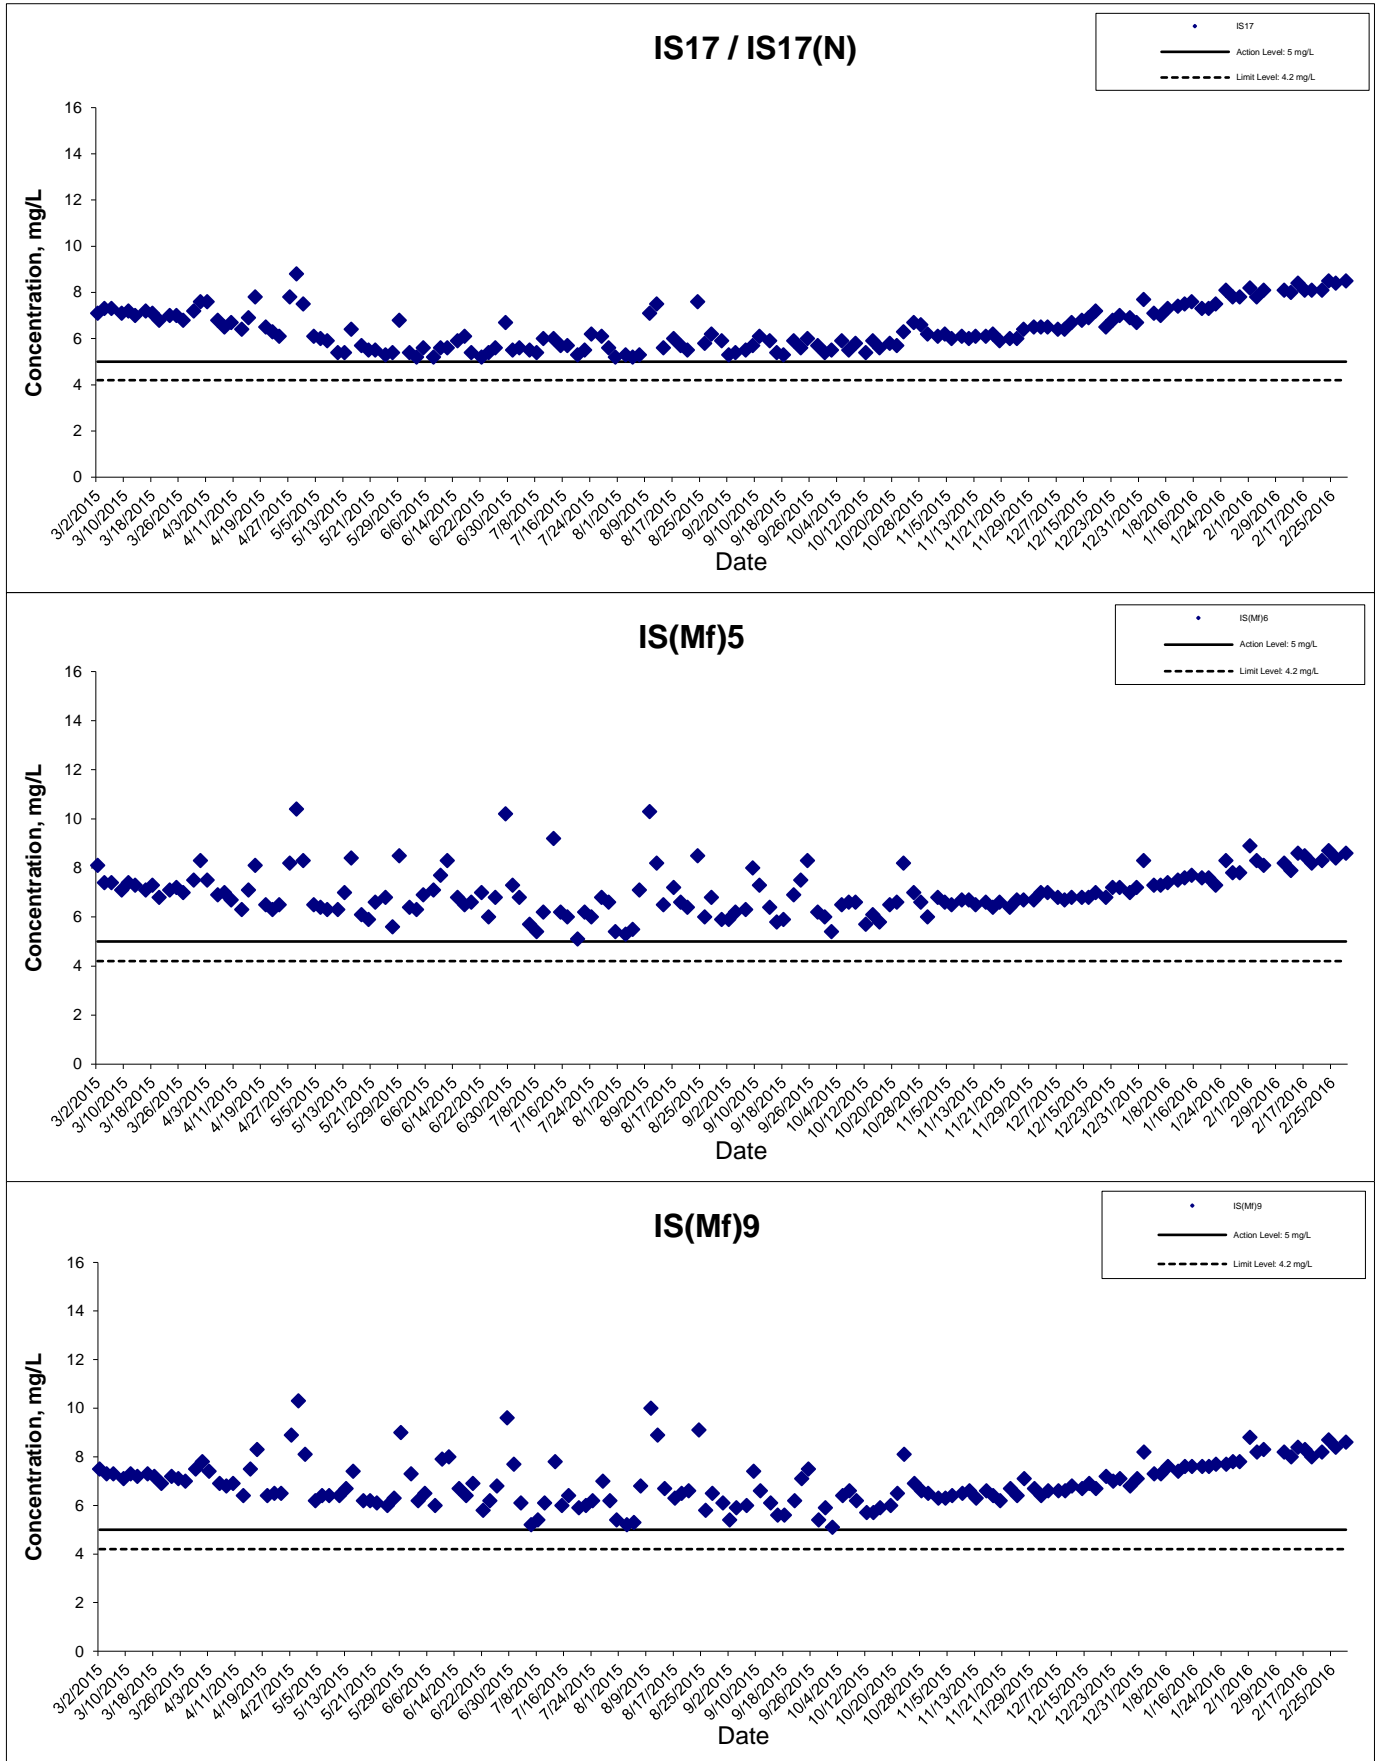 IS17 / IS17(N)
IS17
Action Level: 5 mg/L
Limit Level: 4.2 mg/L
Concentration, mg/L
16
14
12
10
8
6
4
2
0
3/2/2015 3/10/2015 3/18/2015 3/26/2015 4/3/2015 4/11/2015 4/19/2015 4/27/2015 5/5/2015 5/13/2015 5/21/2015 5/29/2015 6/6/2015 6/14/2015 6/22/2015 6/30/2015 7/8/2015 7/16/2015 7/24/2015 8/1/2015 8/9/2015 8/17/2015 8/25/2015 9/2/2015 9/10/2015 9/18/2015 9/26/2015 10/4/2015 10/12/2015 10/20/2015 10/28/2015 11/5/2015 11/13/2015 11/21/2015 11/29/2015 12/7/2015 12/15/2015 12/23/2015 12/31/2015 1/8/2016 1/16/2016 1/24/2016 2/1/2016 2/9/2016 2/17/2016 2/25/2016
Date
IS(Mf)5
IS(Mf)6
Action Level: 5 mg/L
Limit Level: 4.2 mg/L
Concentration, mg/L
16
14
12
10
8
6
4
2
0
3/2/2015 3/10/2015 3/18/2015 3/26/2015 4/3/2015 4/11/2015 4/19/2015 4/27/2015 5/5/2015 5/13/2015 5/21/2015 5/29/2015 6/6/2015 6/14/2015 6/22/2015 6/30/2015 7/8/2015 7/16/2015 7/24/2015 8/1/2015 8/9/2015 8/17/2015 8/25/2015 9/2/2015 9/10/2015 9/18/2015 9/26/2015 10/4/2015 10/12/2015 10/20/2015 10/28/2015 11/5/2015 11/13/2015 11/21/2015 11/29/2015 12/7/2015 12/15/2015 12/23/2015 12/31/2015 1/8/2016 1/16/2016 1/24/2016 2/1/2016 2/9/2016 2/17/2016 2/25/2016
Date
IS(Mf)9
IS(Mf)9
Action Level: 5 mg/L
Limit Level: 4.2 mg/L
Concentration, mg/L
16
14
12
10
8
6
4
2
0
3/2/2015 3/10/2015 3/18/2015 3/26/2015 4/3/2015 4/11/2015 4/19/2015 4/27/2015 5/5/2015 5/13/2015 5/21/2015 5/29/2015 6/6/2015 6/14/2015 6/22/2015 6/30/2015 7/8/2015 7/16/2015 7/24/2015 8/1/2015 8/9/2015 8/17/2015 8/25/2015 9/2/2015 9/10/2015 9/18/2015 9/26/2015 10/4/2015 10/12/2015 10/20/2015 10/28/2015 11/5/2015 11/13/2015 11/21/2015 11/29/2015 12/7/2015 12/15/2015 12/23/2015 12/31/2015 1/8/2016 1/16/2016 1/24/2016 2/1/2016 2/9/2016 2/17/2016 2/25/2016
Date